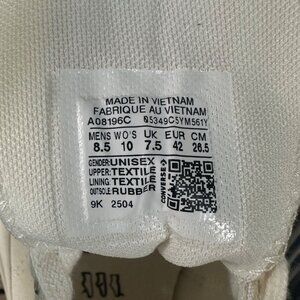 MADE IN VIETNAM
FABRIQUE AU VIETNAM
A08196C 05349C5YM561Y
MENS WO'S UK EUR CM
8.5 10 7.5 42 26.5
GENDER:UNISEX
UPPER:TEXTILE
LINING:TEXTILE
OUTSOLE:RUBBER
9K 2504
CONVERSE